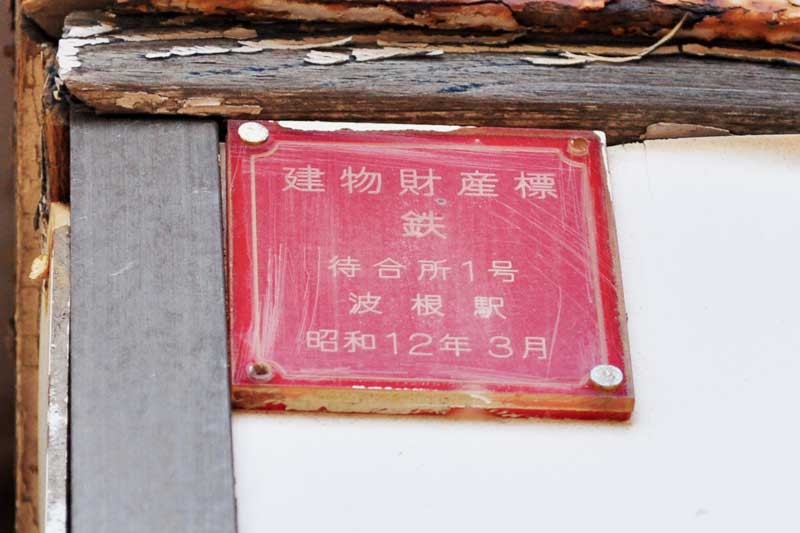 建物財産標
鉄
待合所1号
波根駅
昭和12年3月